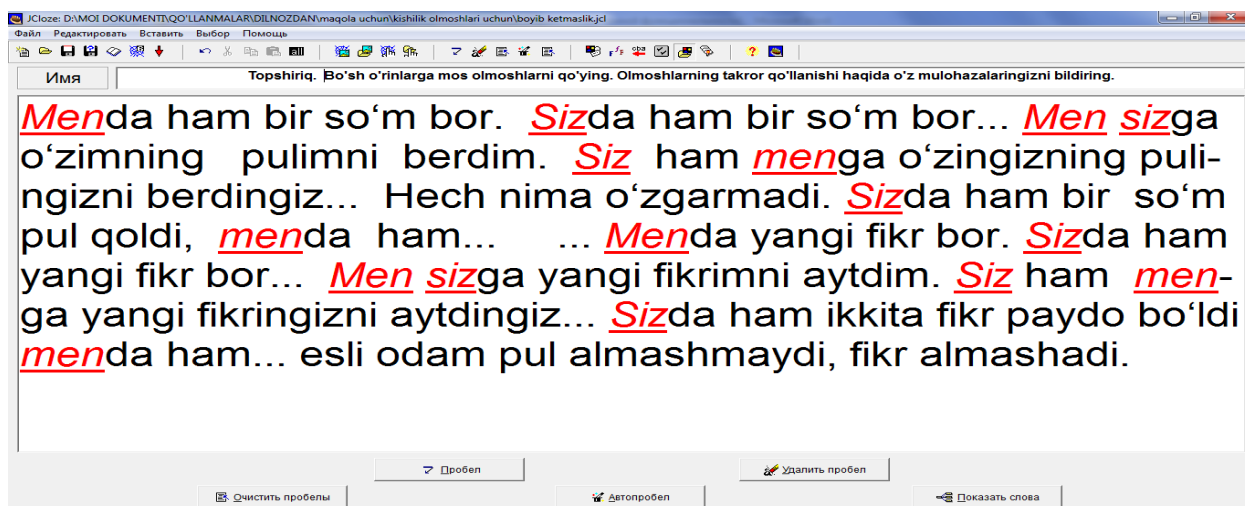 JCloze: D:\MOI DOKUMENTI\QO'LLANMALAR\DILNOZDAN\maqola uchun\kishilik olmoshlari uchun\boyib ketmaslik.jcl
Файл Редактировать Вставить Выбор Помощь
Имя
Topshiriq. Bo'sh o'rinlarga mos olmoshlarni qo'ying. Olmoshlarning takror qo'llanishi haqida o'z mulohazalaringizni bildiring.
Menda ham bir so‘m bor. Sizda ham bir so‘m bor... Men sizga
o‘zimning pulimni berdim. Siz ham menga o‘zingizning puli-
ngizni berdingiz... Hech nima o‘zgarmadi. Sizda ham bir so‘m
pul qoldi, menda ham... ... Menda yangi fikr bor. Sizda ham
yangi fikr bor... Men sizga yangi fikrimni aytdim. Siz ham men-
ga yangi fikringizni aytdingiz... Sizda ham ikkita fikr paydo bo‘ldi
menda ham... esli odam pul almashmaydi, fikr almashadi.
Пробел Удалить пробел
Очистить пробелы Автопробел Показать слова